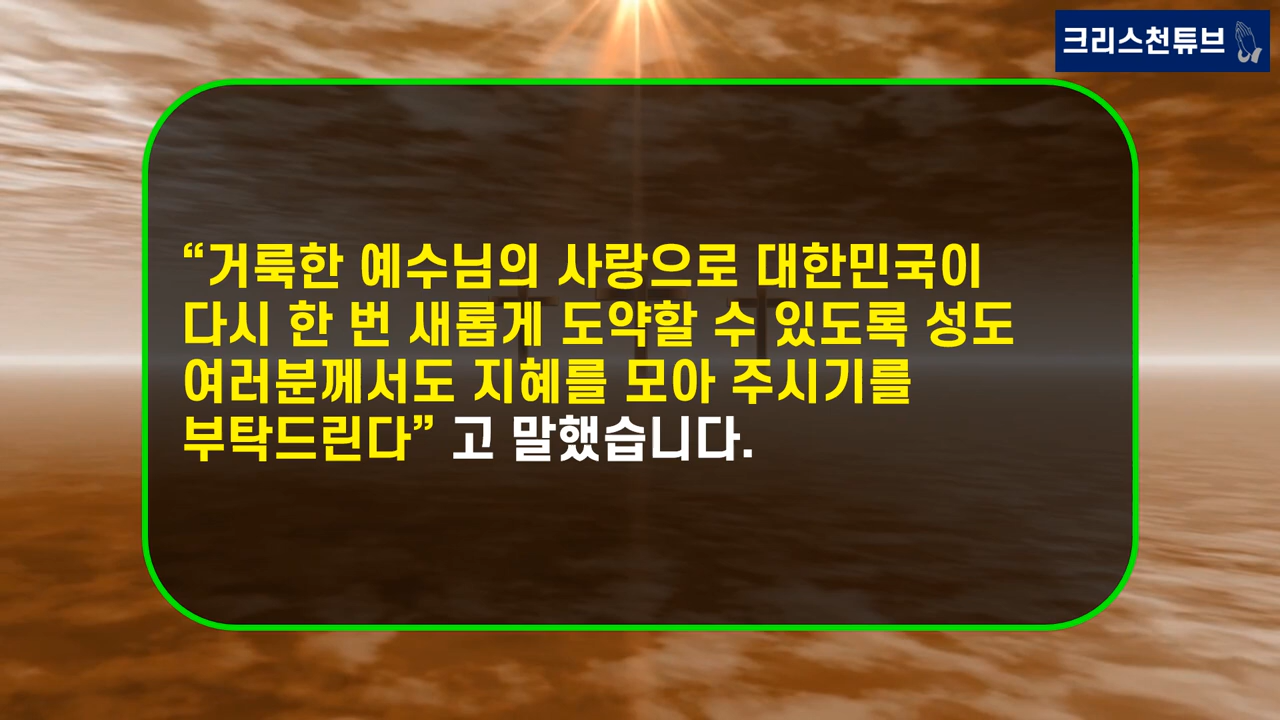 크리스천튜브
“거룩한 예수님의 사랑으로 대한민국이
다시 한 번 새롭게 도약할 수 있도록 성도
여러분께서도 지혜를 모아 주시기를
부탁드린다” 고 말했습니다.